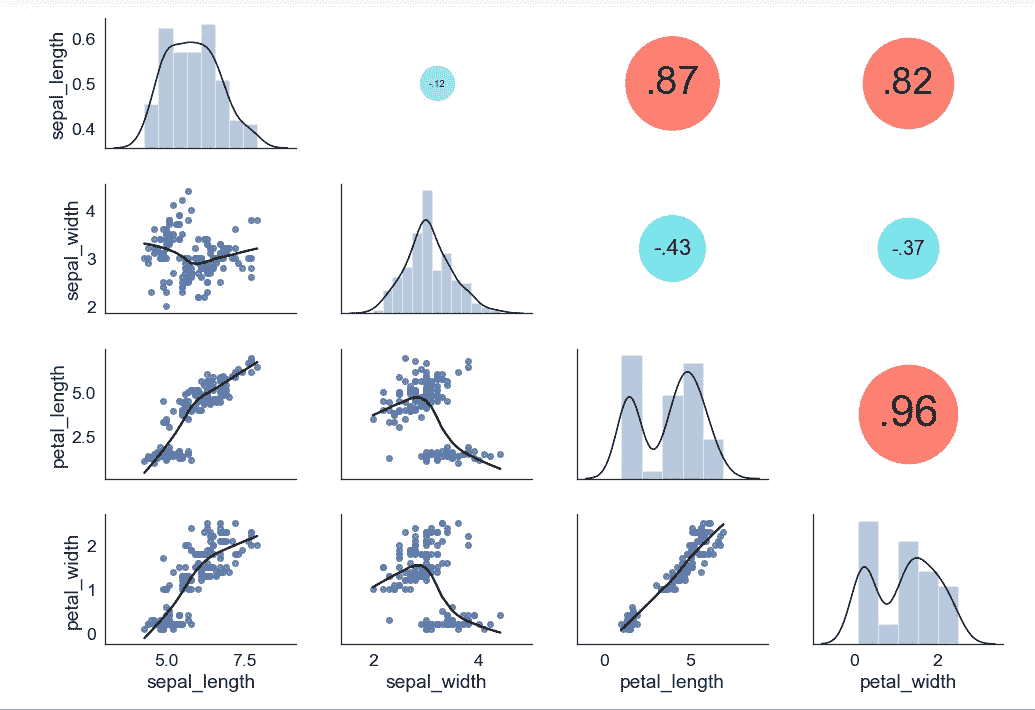 sepal_length
0.6
0.5
0.4
-.12
.87
.82
sepal_width
4
3
2
-.43
-.37
petal_length
5.0
2.5
.96
petal_width
2
1
0
5.0 7.5
2 4
0 5
0 2
sepal_length
sepal_width
petal_length
petal_width